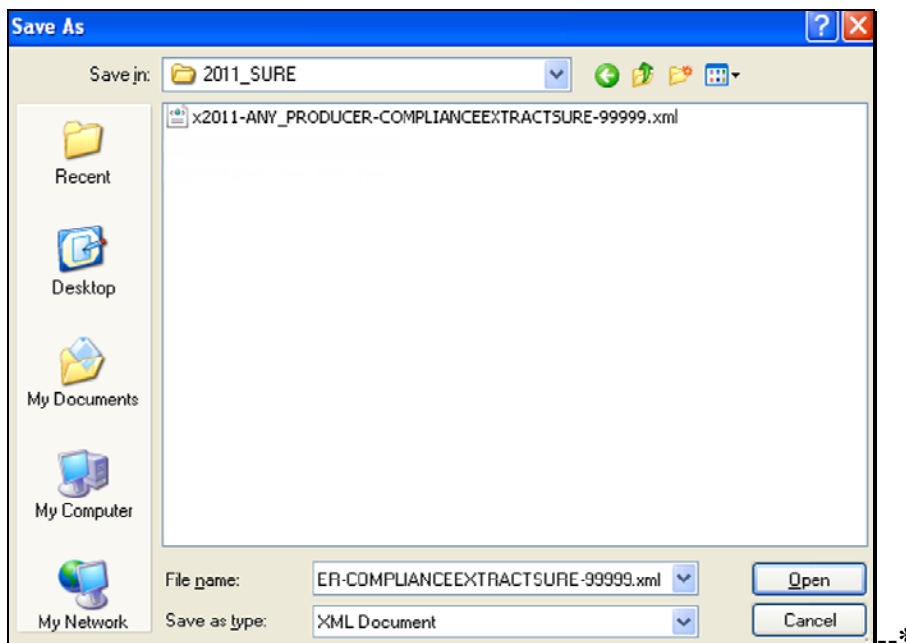 Save As
Save in: 2011_SURE
x2011-ANY_PRODUCER-COMPLIANCEEXTRACTSURE-99999.xml
Recent
Desktop
My Documents
My Computer
My Network
File name: ER-COMPLIANCEEXTRACTSURE-99999.xml Open
Save as type: XML Document Cancel
--*